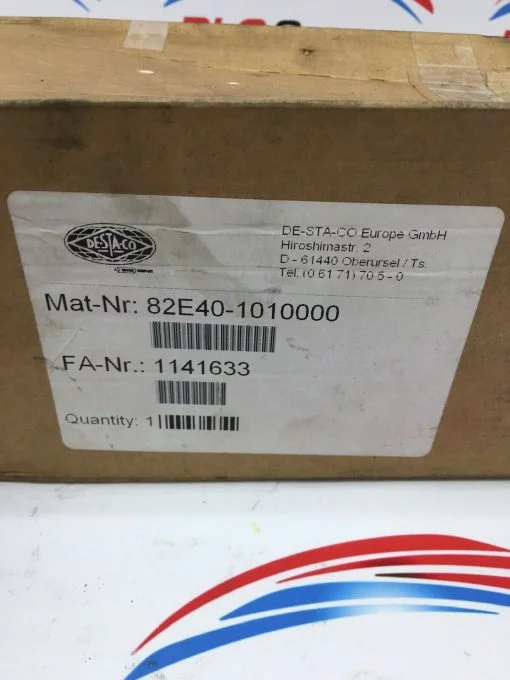 DE-STA-CO
DE-STA-CO Europe GmbH
Hiroshimastr. 2
D - 61440 Oberursel / Ts.
Tel. (0 61 71) 70 5 - 0
Mat-Nr: 82E40-1010000
FA-Nr.: 1141633
Quantity: 1